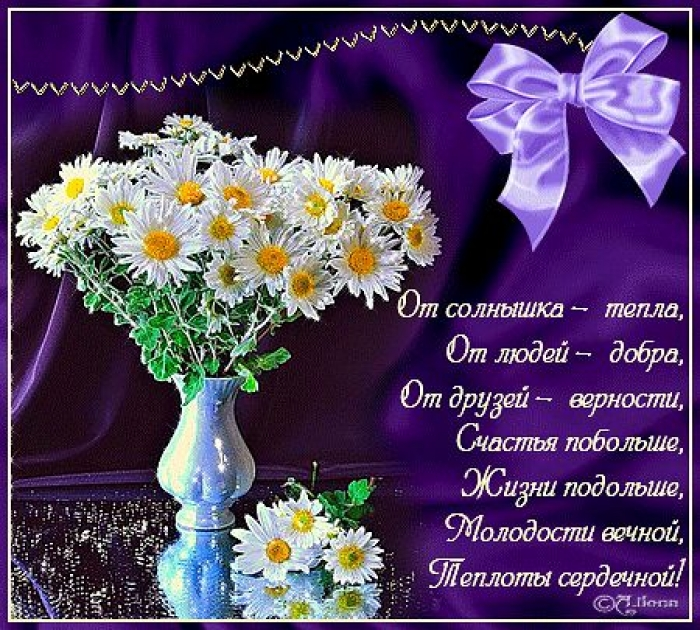 От солнышка – тепла,
От людей – добра,
От друзей – верности,
Счастья побольше,
Жизни подольше,
Молодости вечной,
Теплоты сердечной!